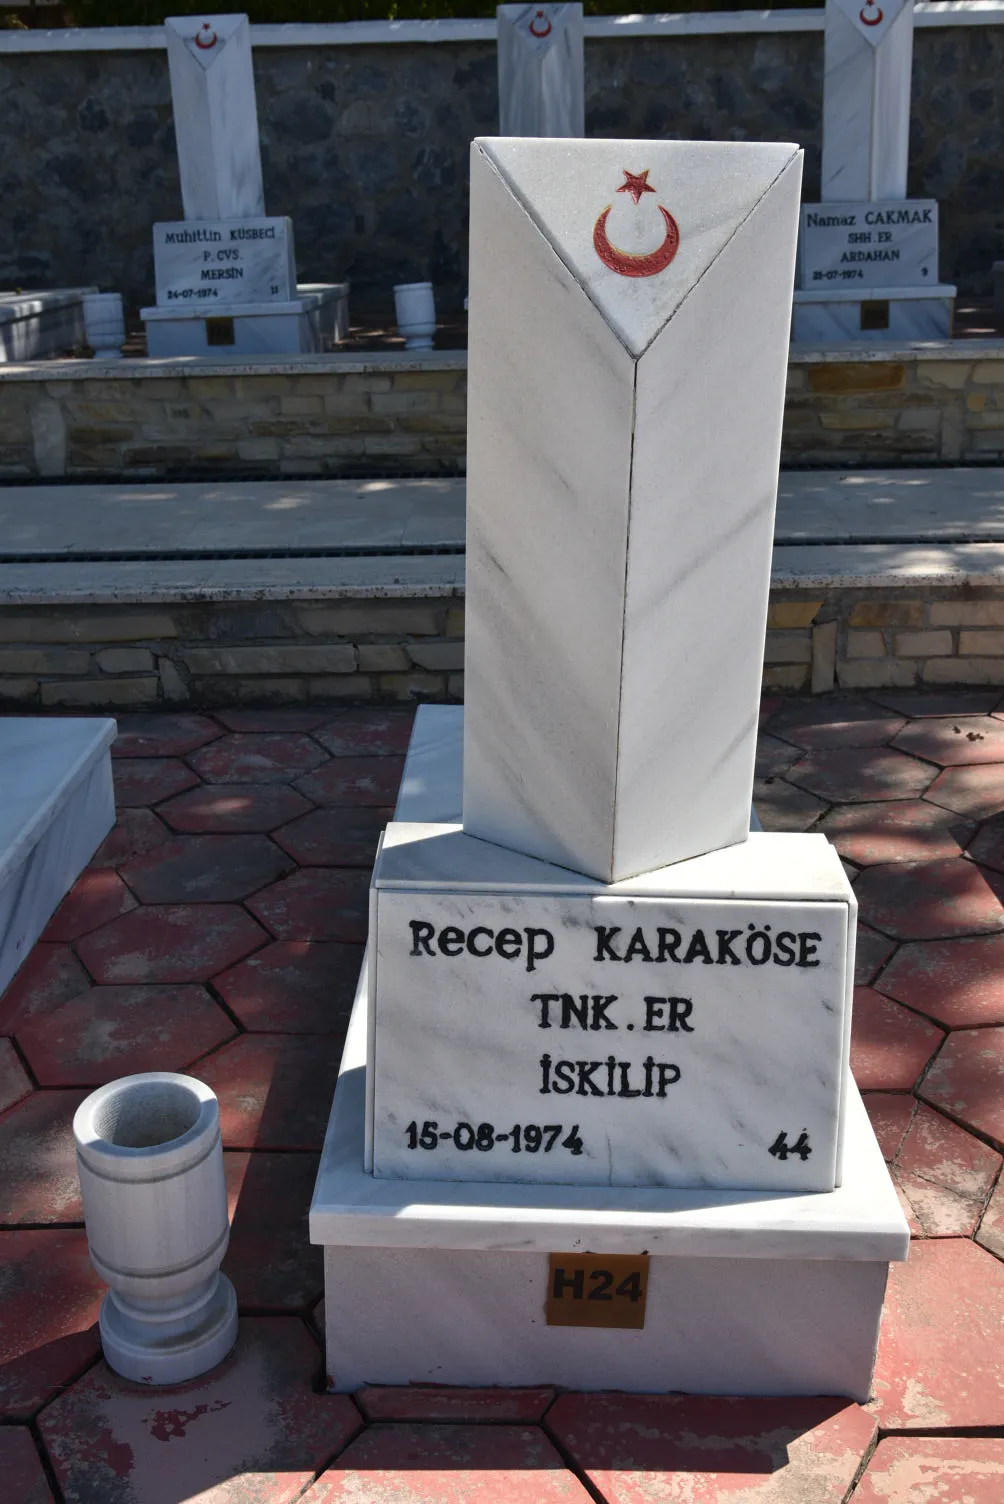 Muhittin KÜSBECİ
P.ÇVŞ.
MERSİN
24-07-1974 11
Namaz CAKMAK
SHH.ER
ARDAHAN
21-07-1974 9
Recep KARAKÖSE
TNK.ER
İSKİLİP
15-08-1974 44
H24